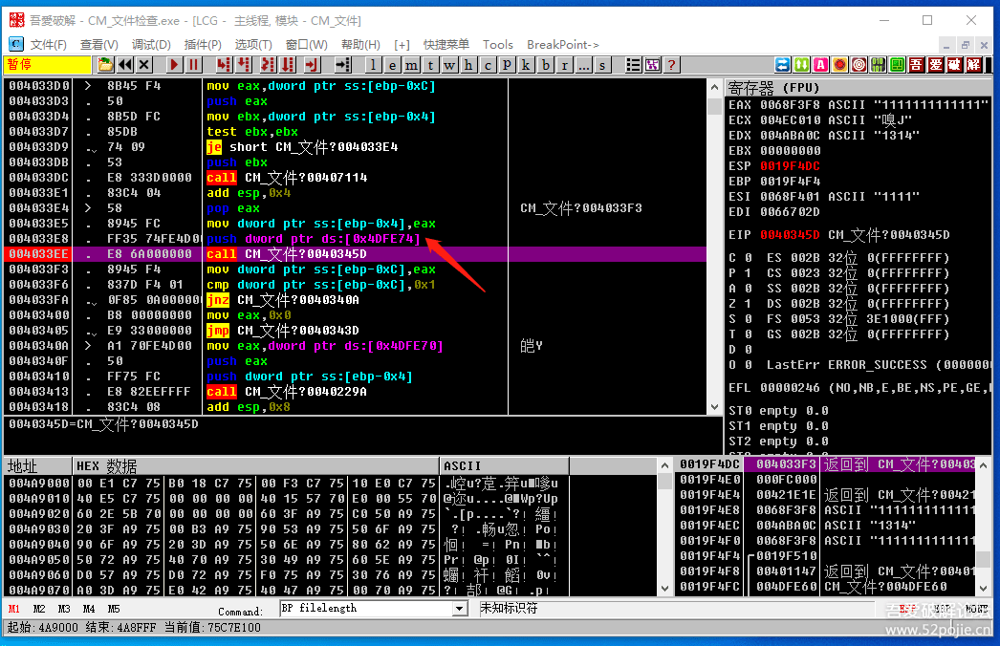 吾爱破解 - CM_文件检查.exe - [LCG - 主线程, 模块 - CM_文件]
文件(F) 查看(V) 调试(D) 插件(P) 选项(T) 窗口(W) 帮助(H) [+] 快捷菜单 Tools BreakPoint->
暂停 l e m t w h c p k b r ... s ? 吾 爱 破 解
004033D0 > 8B45 F4 mov eax,dword ptr ss:[ebp-0xC]
004033D3 . 50 push eax
004033D4 . 8B5D FC mov ebx,dword ptr ss:[ebp-0x4]
004033D7 . 85DB test ebx,ebx
004033D9 . 74 09 je short CM_文件?004033E4
004033DB . 53 push ebx
004033DC . E8 333D0000 call CM_文件?00407114
004033E1 . 83C4 04 add esp,0x4
004033E4 > 58 pop eax CM_文件?004033F3
004033E5 . 8945 FC mov dword ptr ss:[ebp-0x4],eax
004033E8 . FF35 74FE4D0 push dword ptr ds:[0x4DFE74]
004033EE . E8 6A000000 call CM_文件?0040345D
004033F3 . 8945 F4 mov dword ptr ss:[ebp-0xC],eax
004033F6 . 837D F4 01 cmp dword ptr ss:[ebp-0xC],0x1
004033FA . 0F85 0A00000 jnz CM_文件?0040340A
00403400 . B8 00000000 mov eax,0x0
00403405 . E9 33000000 jmp CM_文件?0040343D
0040340A > A1 70FE4D00 mov eax,dword ptr ds:[0x4DFE70] 皑Y
0040340F . 50 push eax
00403410 . FF75 FC push dword ptr ss:[ebp-0x4]
00403413 . E8 82EEFFFF call CM_文件?0040229A
00403418 . 83C4 08 add esp,0x8
0040345D=CM_文件?0040345D
寄存器 (FPU)
EAX 0068F3F8 ASCII "11111111111111"
ECX 004EC010 ASCII "嗅J"
EDX 004ABA0C ASCII "1314"
EBX 00000000
ESP 0019F4DC
EBP 0019F4F4
ESI 0068F401 ASCII "1111"
EDI 0066702D
EIP 0040345D CM_文件?0040345D
C 0 ES 002B 32位 0(FFFFFFFF)
P 1 CS 0023 32位 0(FFFFFFFF)
A 0 SS 002B 32位 0(FFFFFFFF)
Z 1 DS 002B 32位 0(FFFFFFFF)
S 0 FS 0053 32位 3E1000(FFF)
T 0 GS 002B 32位 0(FFFFFFFF)
D 0
O 0 LastErr ERROR_SUCCESS (0000000
EFL 00000246 (NO,NB,E,BE,NS,PE,GE,
ST0 empty 0.0
ST1 empty 0.0
ST2 empty 0.0
地址 HEX 数据 ASCII
004A9000 00 E1 C7 75 B0 18 C7 75 00 F3 C7 75 10 E0 C7 75
004A9010 40 E5 C7 75 00 00 00 00 40 15 57 70 E0 00 55 70
004A9020 60 2E 5B 70 00 00 00 00 60 3F A9 75 C0 50 A9 75
004A9030 20 3F A9 75 00 B3 A9 75 90 53 A9 75 50 6F A9 75
004A9040 90 6F A9 75 20 3D A9 75 50 6E A9 75 80 62 A9 75
004A9050 50 72 A9 75 40 70 A9 75 30 49 A9 75 60 5E A9 75
004A9060 D0 57 A9 75 D0 72 A9 75 F0 75 A9 75 30 76 A9 75
004A9070 A0 3D A9 75 E0 42 A9 75 40 47 A9 75 00 70 A9 75
0019F4DC 004033F3 返回到 CM_文件?00403
0019F4E0 000FC000
0019F4E4 00421E1E 返回到 CM_文件?00421
0019F4E8 0068F3F8 ASCII "111111111111
0019F4EC 004ABA0C ASCII "1314"
0019F4F0 0068F3F8 ASCII "111111111111
0019F4F4 0019F510
0019F4F8 00401147 返回到 CM_文件?00401
0019F4FC 004DFE60 CM_文件?004DFE60
M1 M2 M3 M4 M5 Command: BP filelength 未知标识符
起始: 4A9000 结束: 4A8FFF 当前值: 75C7E100
吾爱破解论坛
www.52pojie.cn